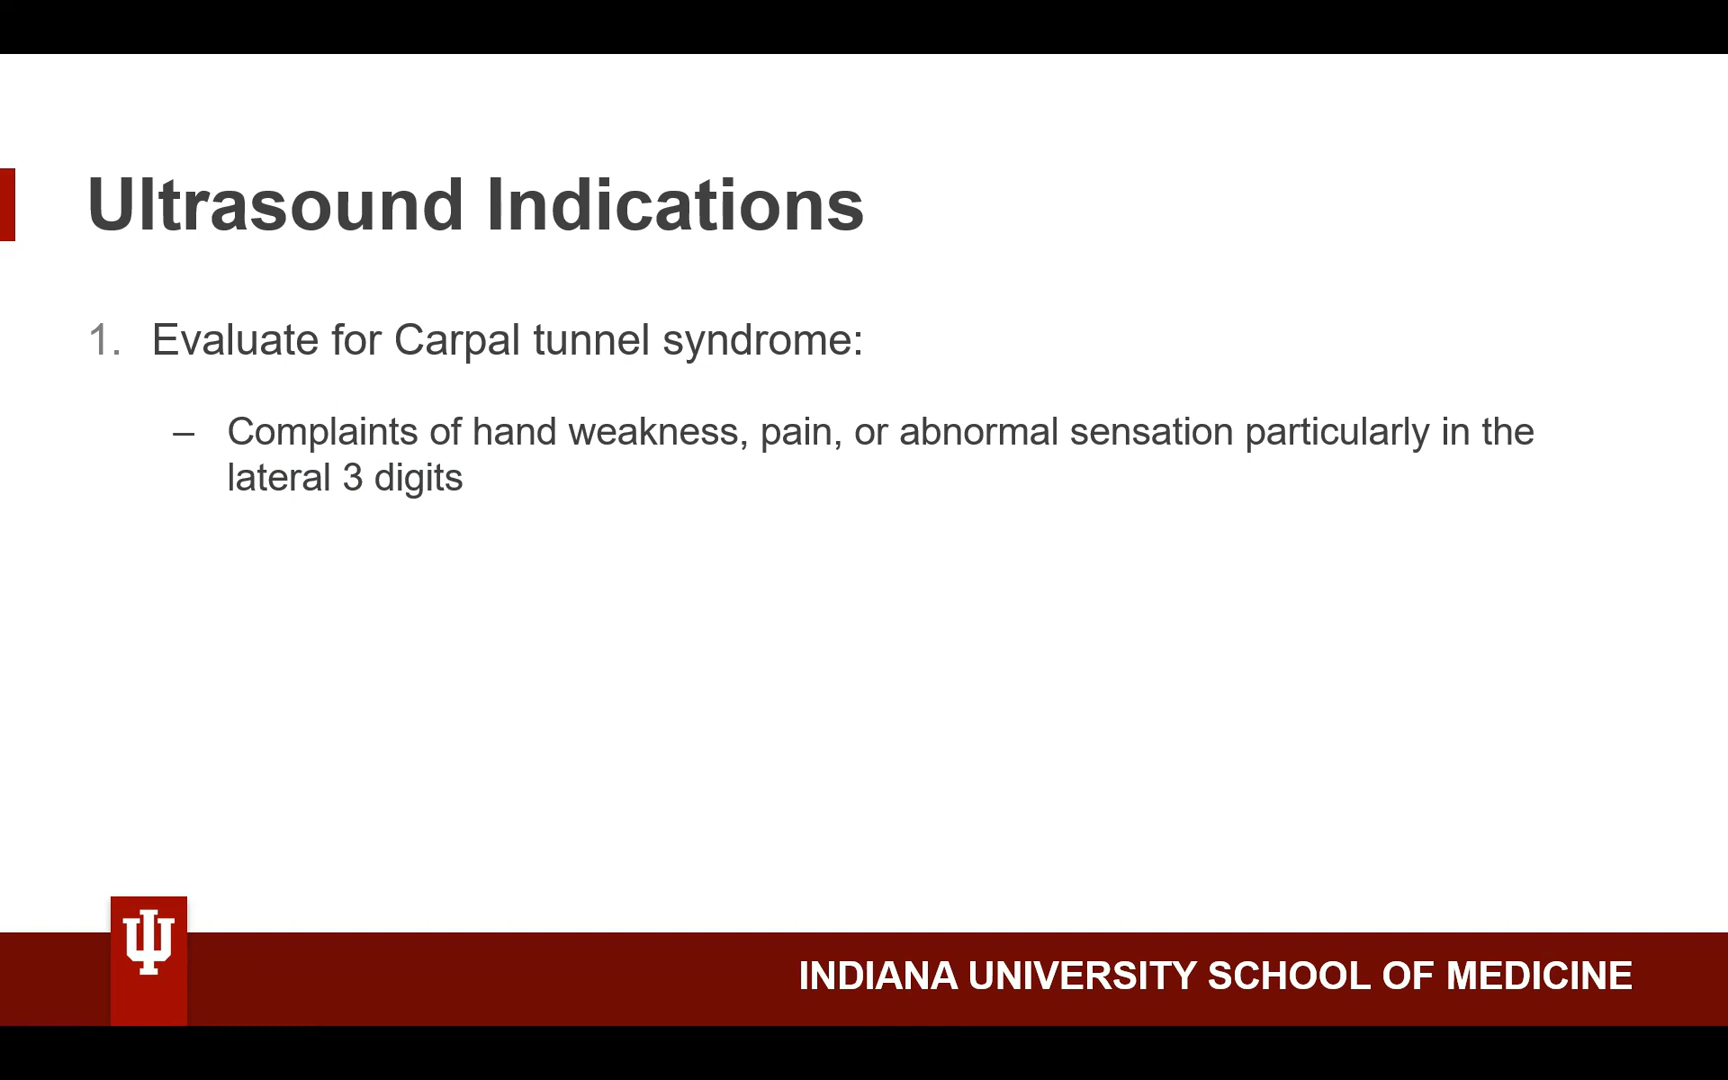 Ultrasound Indications
1. Evaluate for Carpal tunnel syndrome:
– Complaints of hand weakness, pain, or abnormal sensation particularly in the
lateral 3 digits
INDIANA UNIVERSITY SCHOOL OF MEDICINE